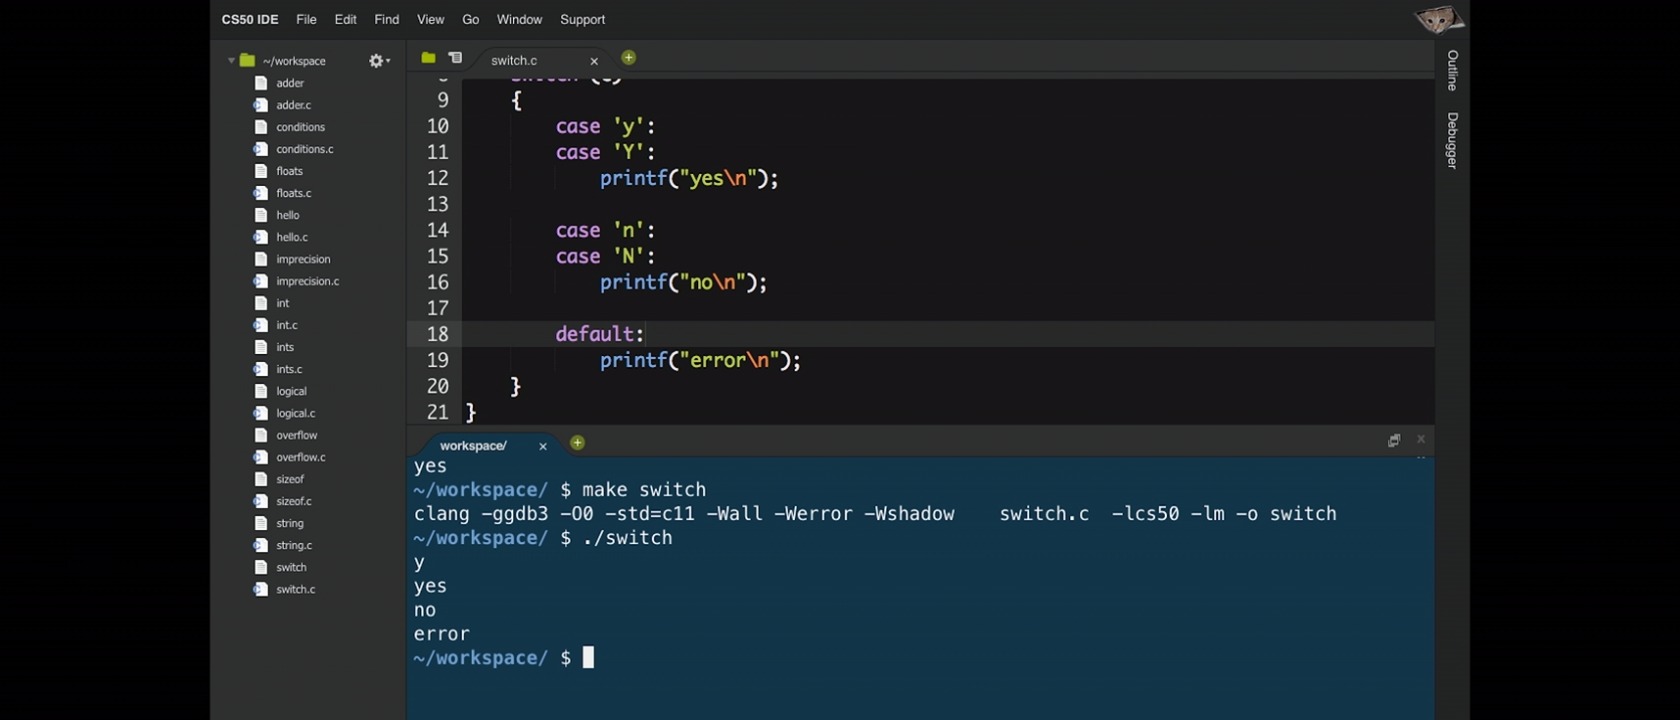 CS50 IDE File Edit Find View Go Window Support
~/workspace
adder
adder.c
conditions
conditions.c
floats
floats.c
hello
hello.c
imprecision
imprecision.c
int
int.c
ints
ints.c
logical
logical.c
overflow
overflow.c
sizeof
sizeof.c
string
string.c
switch
switch.c
switch.c
9 {
10 case 'y':
11 case 'Y':
12 printf("yes\n");
13
14 case 'n':
15 case 'N':
16 printf("no\n");
17
18 default:
19 printf("error\n");
20 }
21 }
workspace/
yes
~/workspace/ $ make switch
clang -ggdb3 -O0 -std=c11 -Wall -Werror -Wshadow switch.c -lcs50 -lm -o switch
~/workspace/ $ ./switch
y
yes
no
error
~/workspace/ $
Outline
Debugger